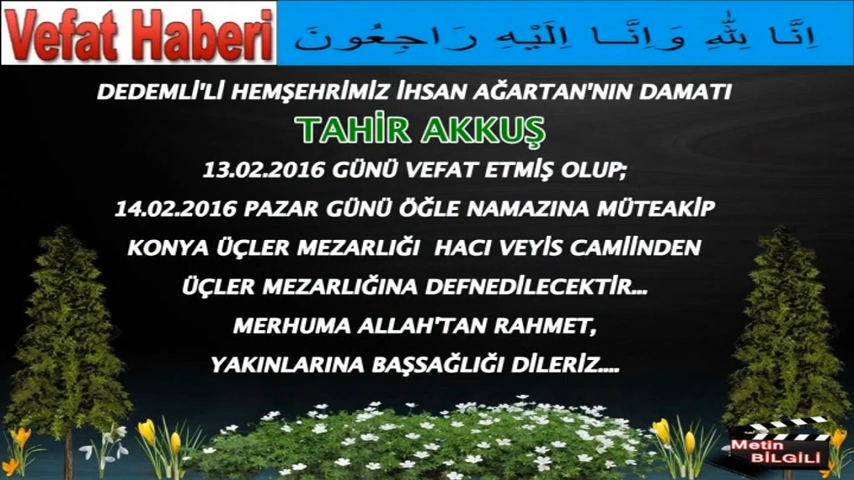 Vefat Haberi
اِنَّا لِلّٰهِ وَاِنَّـا اِلَيْهِ رَاجِعُونَ
DEDEMLİ'Lİ HEMŞEHRİMİZ İHSAN AĞARTAN'NIN DAMATI
TAHİR AKKUŞ
13.02.2016 GÜNÜ VEFAT ETMİŞ OLUP;
14.02.2016 PAZAR GÜNÜ ÖĞLE NAMAZINA MÜTEAKİP
KONYA ÜÇLER MEZARLIĞI HACI VEYİS CAMİİNDEN
ÜÇLER MEZARLIĞINA DEFNEDİLECEKTİR...
MERHUMA ALLAH'TAN RAHMET,
YAKINLARINA BAŞSAĞLIĞI DİLERİZ....
Metin
BİLGİLİ